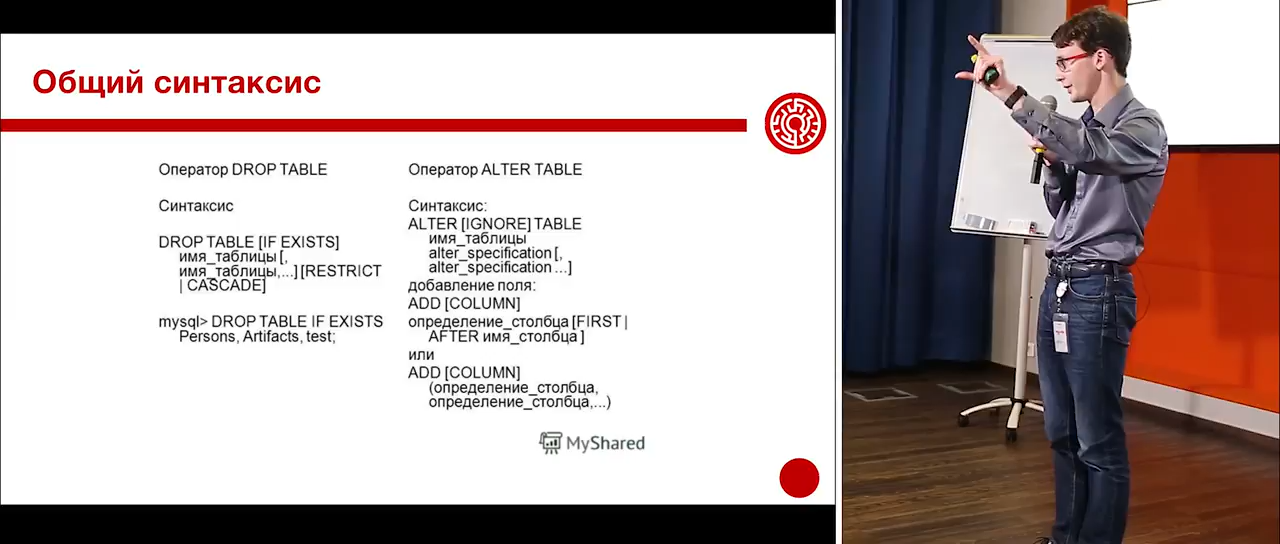 Общий синтаксис
Оператор DROP TABLE
Синтаксис
DROP TABLE [IF EXISTS]
имя_таблицы [,
имя_таблицы,...] [RESTRICT
| CASCADE]
mysql> DROP TABLE IF EXISTS
Persons, Artifacts, test;
Оператор ALTER TABLE
Синтаксис:
ALTER [IGNORE] TABLE
имя_таблицы
alter_specification [,
alter_specification ...]
добавление поля:
ADD [COLUMN]
определение_столбца [FIRST |
AFTER имя_столбца ]
или
ADD [COLUMN]
(определение_столбца,
определение_столбца,...)
MyShared